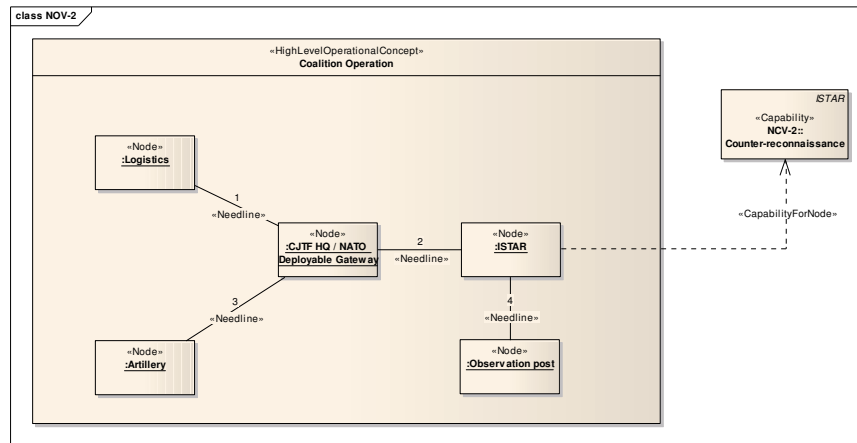 class NOV-2
«HighLevelOperationalConcept»
Coalition Operation
ISTAR
«Capability»
NCV-2::
Counter-reconnaissance
«Node»
:Logistics
1
«Needline»
«CapabilityForNode»
«Node»
:CJTF HQ / NATO
Deployable Gateway
2
«Needline»
«Node»
:ISTAR
3
«Needline»
4
«Needline»
«Node»
:Artillery
«Node»
:Observation post